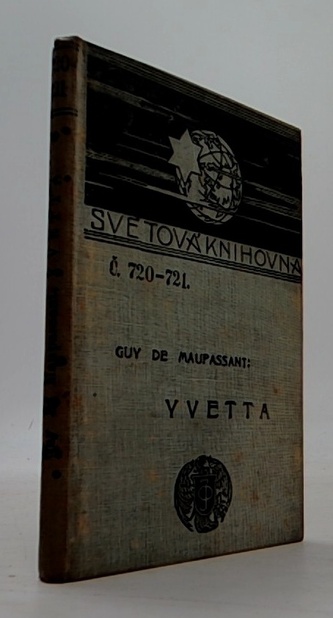 SVĚTOVÁ KNIHOVNA
Č. 720-721.
GUY DE MAUPASSANT:
YVETTA